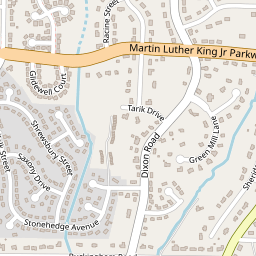 Racine Street
Martin Luther King Jr Parkw
Glidewell Court
Tarik Drive
Shrewsbury Street
Dixon Road
Green Mill Lane
Saxony Drive
Street
Stonehedge Avenue